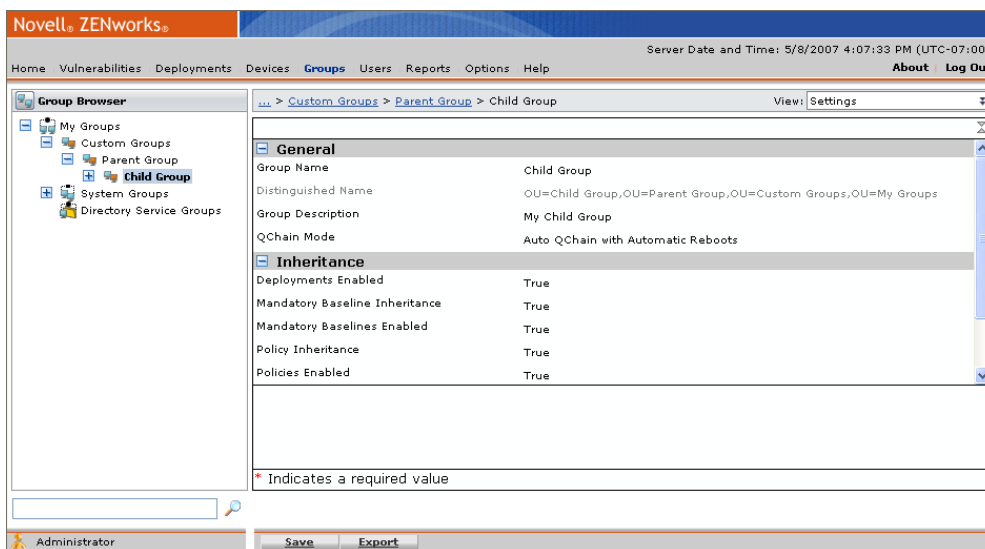 Novell® ZENworks®
Server Date and Time: 5/8/2007 4:07:33 PM (UTC-07:00
Home Vulnerabilities Deployments Devices Groups Users Reports Options Help About Log Ou
Group Browser
... > Custom Groups > Parent Group > Child Group View: Settings
My Groups
Custom Groups
Parent Group
Child Group
System Groups
Directory Service Groups
General
Group Name Child Group
Distinguished Name OU=Child Group,OU=Parent Group,OU=Custom Groups,OU=My Groups
Group Description My Child Group
QChain Mode Auto QChain with Automatic Reboots
Inheritance
Deployments Enabled True
Mandatory Baseline Inheritance True
Mandatory Baselines Enabled True
Policy Inheritance True
Policies Enabled True
* Indicates a required value
Administrator Save Export